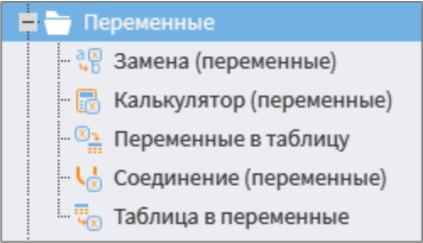 Переменные
Замена (переменные)
Калькулятор (переменные)
Переменные в таблицу
Соединение (переменные)
Таблица в переменные